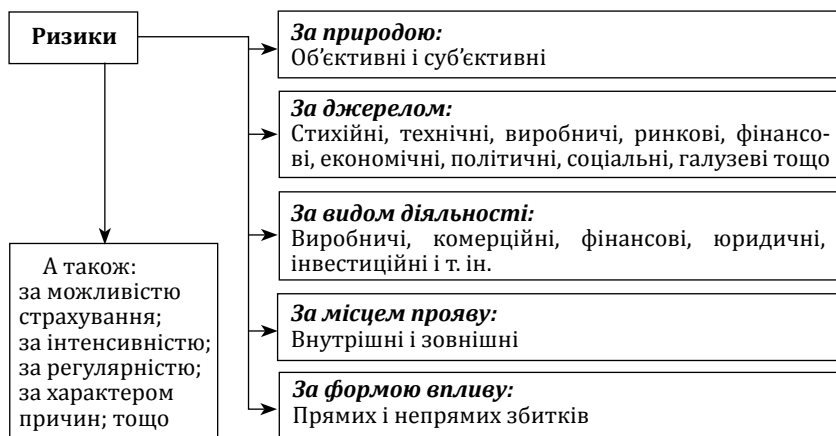 Ризики
За природою:
Об’єктивні і суб’єктивні
За джерелом:
Стихійні, технічні, виробничі, ринкові, фінансо-
ві, економічні, політичні, соціальні, галузеві тощо
За видом діяльності:
Виробничі, комерційні, фінансові, юридичні,
інвестиційні і т. ін.
За місцем прояву:
Внутрішні і зовнішні
За формою впливу:
Прямих і непрямих збитків
А також:
за можливістю
страхування;
за інтенсивністю;
за регулярністю;
за характером
причин; тощо